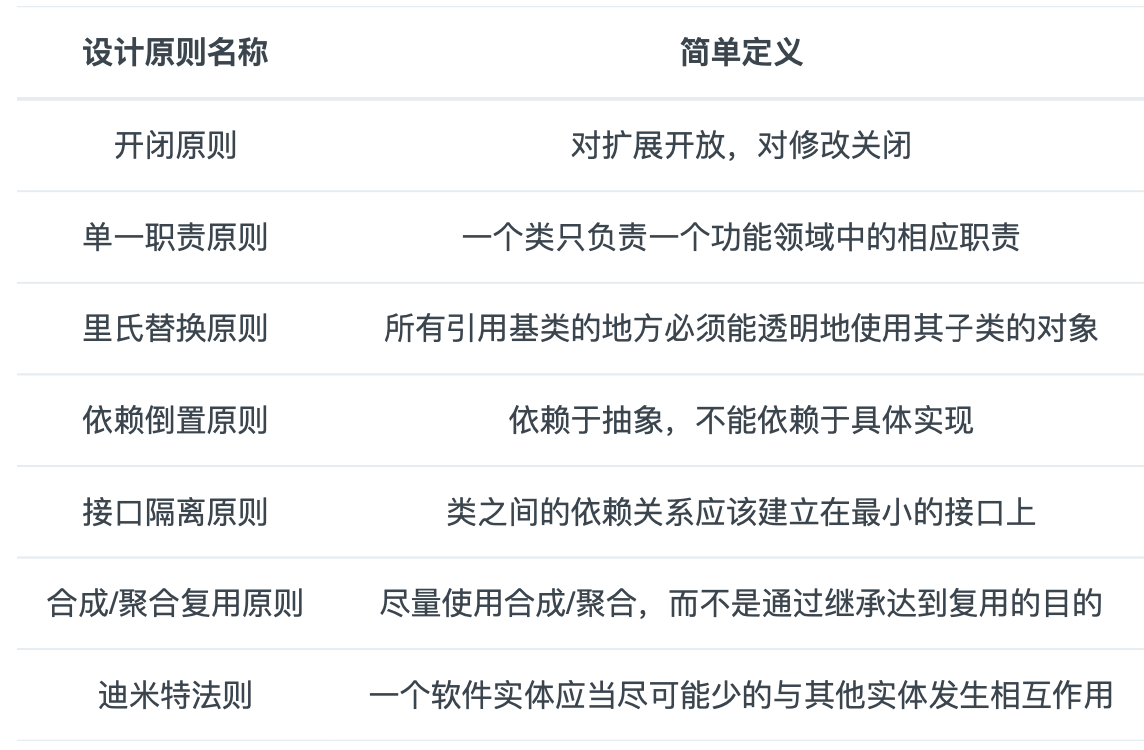 设计原则名称 简单定义
开闭原则 对扩展开放，对修改关闭
单一职责原则 一个类只负责一个功能领域中的相应职责
里氏替换原则 所有引用基类的地方必须能透明地使用其子类的对象
依赖倒置原则 依赖于抽象，不能依赖于具体实现
接口隔离原则 类之间的依赖关系应该建立在最小的接口上
合成/聚合复用原则 尽量使用合成/聚合，而不是通过继承达到复用的目的
迪米特法则 一个软件实体应当尽可能少的与其他实体发生相互作用